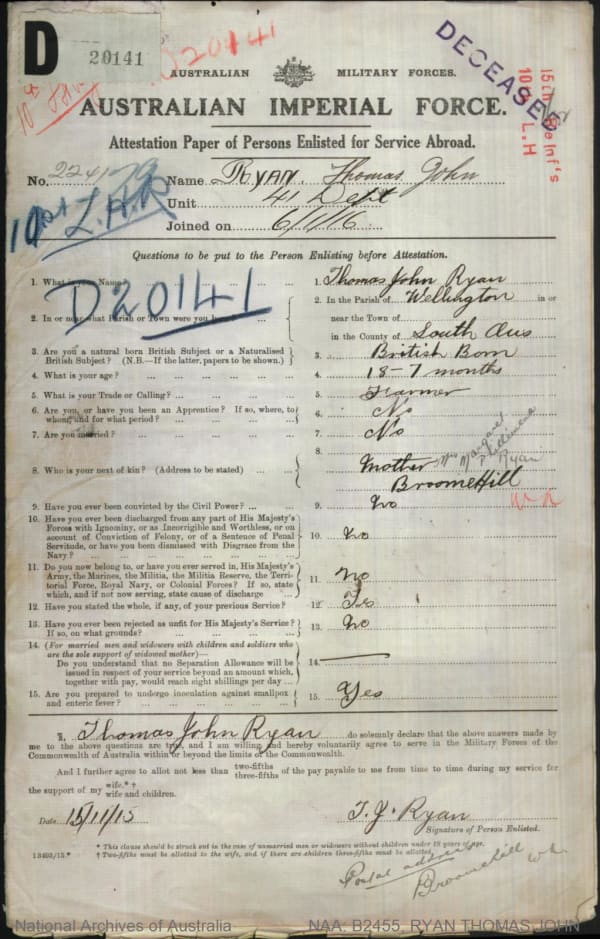 D
20141
D20141
DECEASED
15th Reinf's
10th L.H
AUSTRALIAN MILITARY FORCES.
AUSTRALIAN IMPERIAL FORCE.
Attestation Paper of Persons Enlisted for Service Abroad.
No. Name RYAN, Thomas John
10th L.H. Unit 41 Dept
Joined on 6/1/16
Questions to be put to the Person Enlisting before Attestation.
1. What is your Name? ... 1. Thomas John Ryan
D20141
2. In or near what Parish or Town were you born? ... 2. In the Parish of Wellington in or
near the Town of
in the County of South Aus
3. Are you a natural born British Subject or a Naturalised
British Subject? (N.B.—If the latter, papers to be shown.) 3. British Born
4. What is your age? ... 4. 18-7 months
5. What is your Trade or Calling? ... 5. Farmer
6. Are you, or have you been an Apprentice? If so, where, to
whom, and for what period? ... 6. No
7. Are you married? ... 7. No
8. Who is your next of kin? (Address to be stated) ... 8. Mother Mrs Margaret Ryan
BroomeHill
9. Have you ever been convicted by the Civil Power? ... 9. No
10. Have you ever been discharged from any part of His Majesty's
Forces with Ignominy, or as Incorrigible and Worthless, or on
account of Conviction of Felony, or of a Sentence of Penal
Servitude, or have you been dismissed with Disgrace from the
Navy? ... 10. No
11. Do you now belong to, or have you ever served in, His Majesty's
Army, the Marines, the Militia, the Militia Reserve, the Terri-
torial Force, Royal Navy, or Colonial Forces? If so, state
which, and if not now serving, state cause of discharge ... 11. No
12. Have you stated the whole, if any, of your previous Service? 12. Yes
13. Have you ever been rejected as unfit for His Majesty's Service?
If so, on what grounds? ... 13. No
14. (For married men and widowers with children and soldiers who
are the sole support of widowed mother)—
Do you understand that no Separation Allowance will be
issued in respect of your service beyond an amount which,
together with pay, would reach eight shillings per day ... 14.
15. Are you prepared to undergo inoculation against smallpox
and enteric fever? ... 15. Yes
I, Thomas John Ryan do solemnly declare that the above answers made by
me to the above questions are true, and I am willing and hereby voluntarily agree to serve in the Military Forces of the
Commonwealth of Australia within or beyond the limits of the Commonwealth.
And I further agree to allot not less than two-fifths three-fifths of the pay payable to me from time to time during my service for
the support of my wife.* † wife and children.
Date 15/11/15 T. J. Ryan
Signature of Person Enlisted.
* This clause should be struck out in the case of unmarried men or widowers without children under 18 years of age.
† Two-fifths must be allotted to the wife, and if there are children three-fifths must be allotted.
Postal address
Broomehill
National Archives of Australia NAA: B2455, RYAN THOMAS JOHN